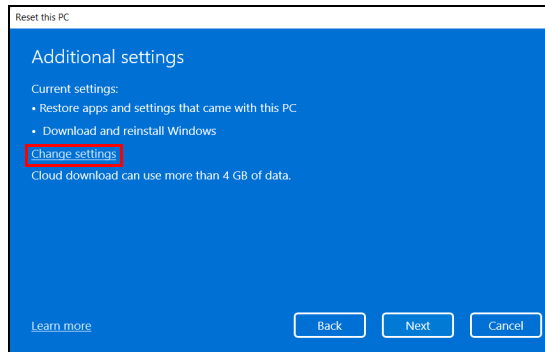 Reset this PC
Additional settings
Current settings:
• Restore apps and settings that came with this PC
• Download and reinstall Windows
Change settings
Cloud download can use more than 4 GB of data.
Learn more
Back
Next
Cancel